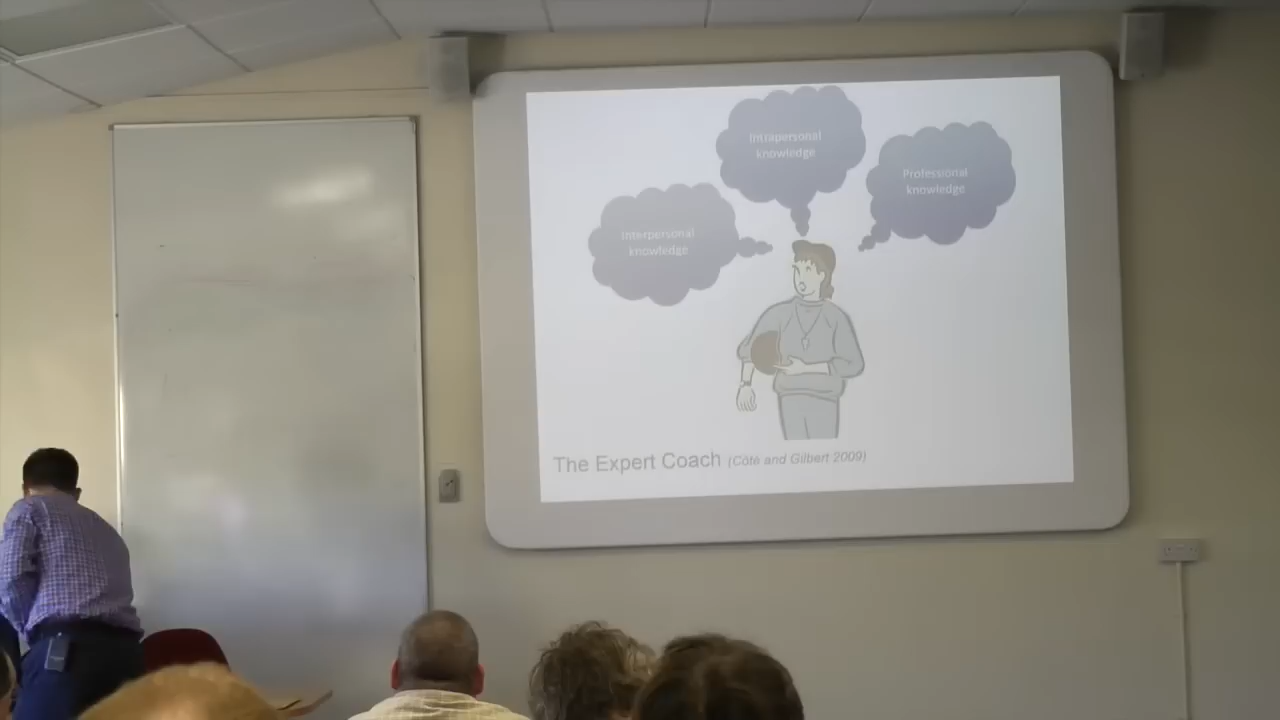 Intrapersonal
knowledge
Professional
knowledge
Interpersonal
knowledge
The Expert Coach (Côté and Gilbert 2009)